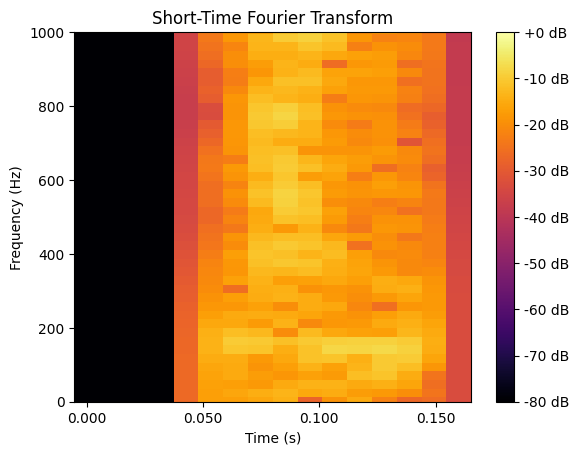 Short-Time Fourier Transform
Frequency (Hz)
1000
800
600
400
200
0
0.000
0.050
0.100
0.150
Time (s)
+0 dB
-10 dB
-20 dB
-30 dB
-40 dB
-50 dB
-60 dB
-70 dB
-80 dB